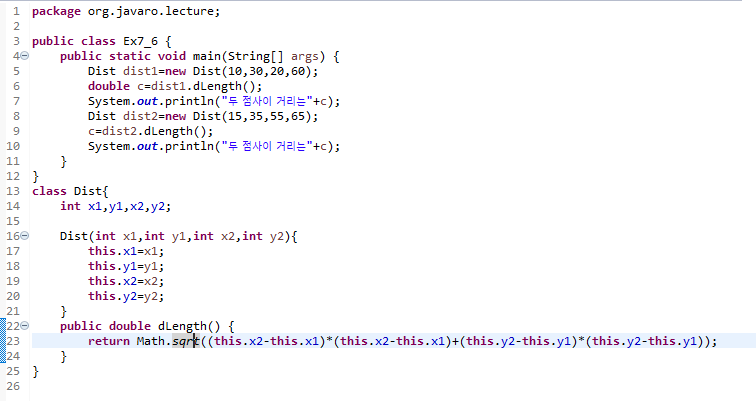 1 package org.javaro.lecture;
2
3 public class Ex7_6 {
4 public static void main(String[] args) {
5 Dist dist1=new Dist(10,30,20,60);
6 double c=dist1.dLength();
7 System.out.println("두 점사이 거리는"+c);
8 Dist dist2=new Dist(15,35,55,65);
9 c=dist2.dLength();
10 System.out.println("두 점사이 거리는"+c);
11 }
12 }
13 class Dist{
14 int x1,y1,x2,y2;
15
16 Dist(int x1,int y1,int x2,int y2){
17 this.x1=x1;
18 this.y1=y1;
19 this.x2=x2;
20 this.y2=y2;
21 }
22 public double dLength() {
23 return Math.sqrt((this.x2-this.x1)*(this.x2-this.x1)+(this.y2-this.y1)*(this.y2-this.y1));
24 }
25 }
26